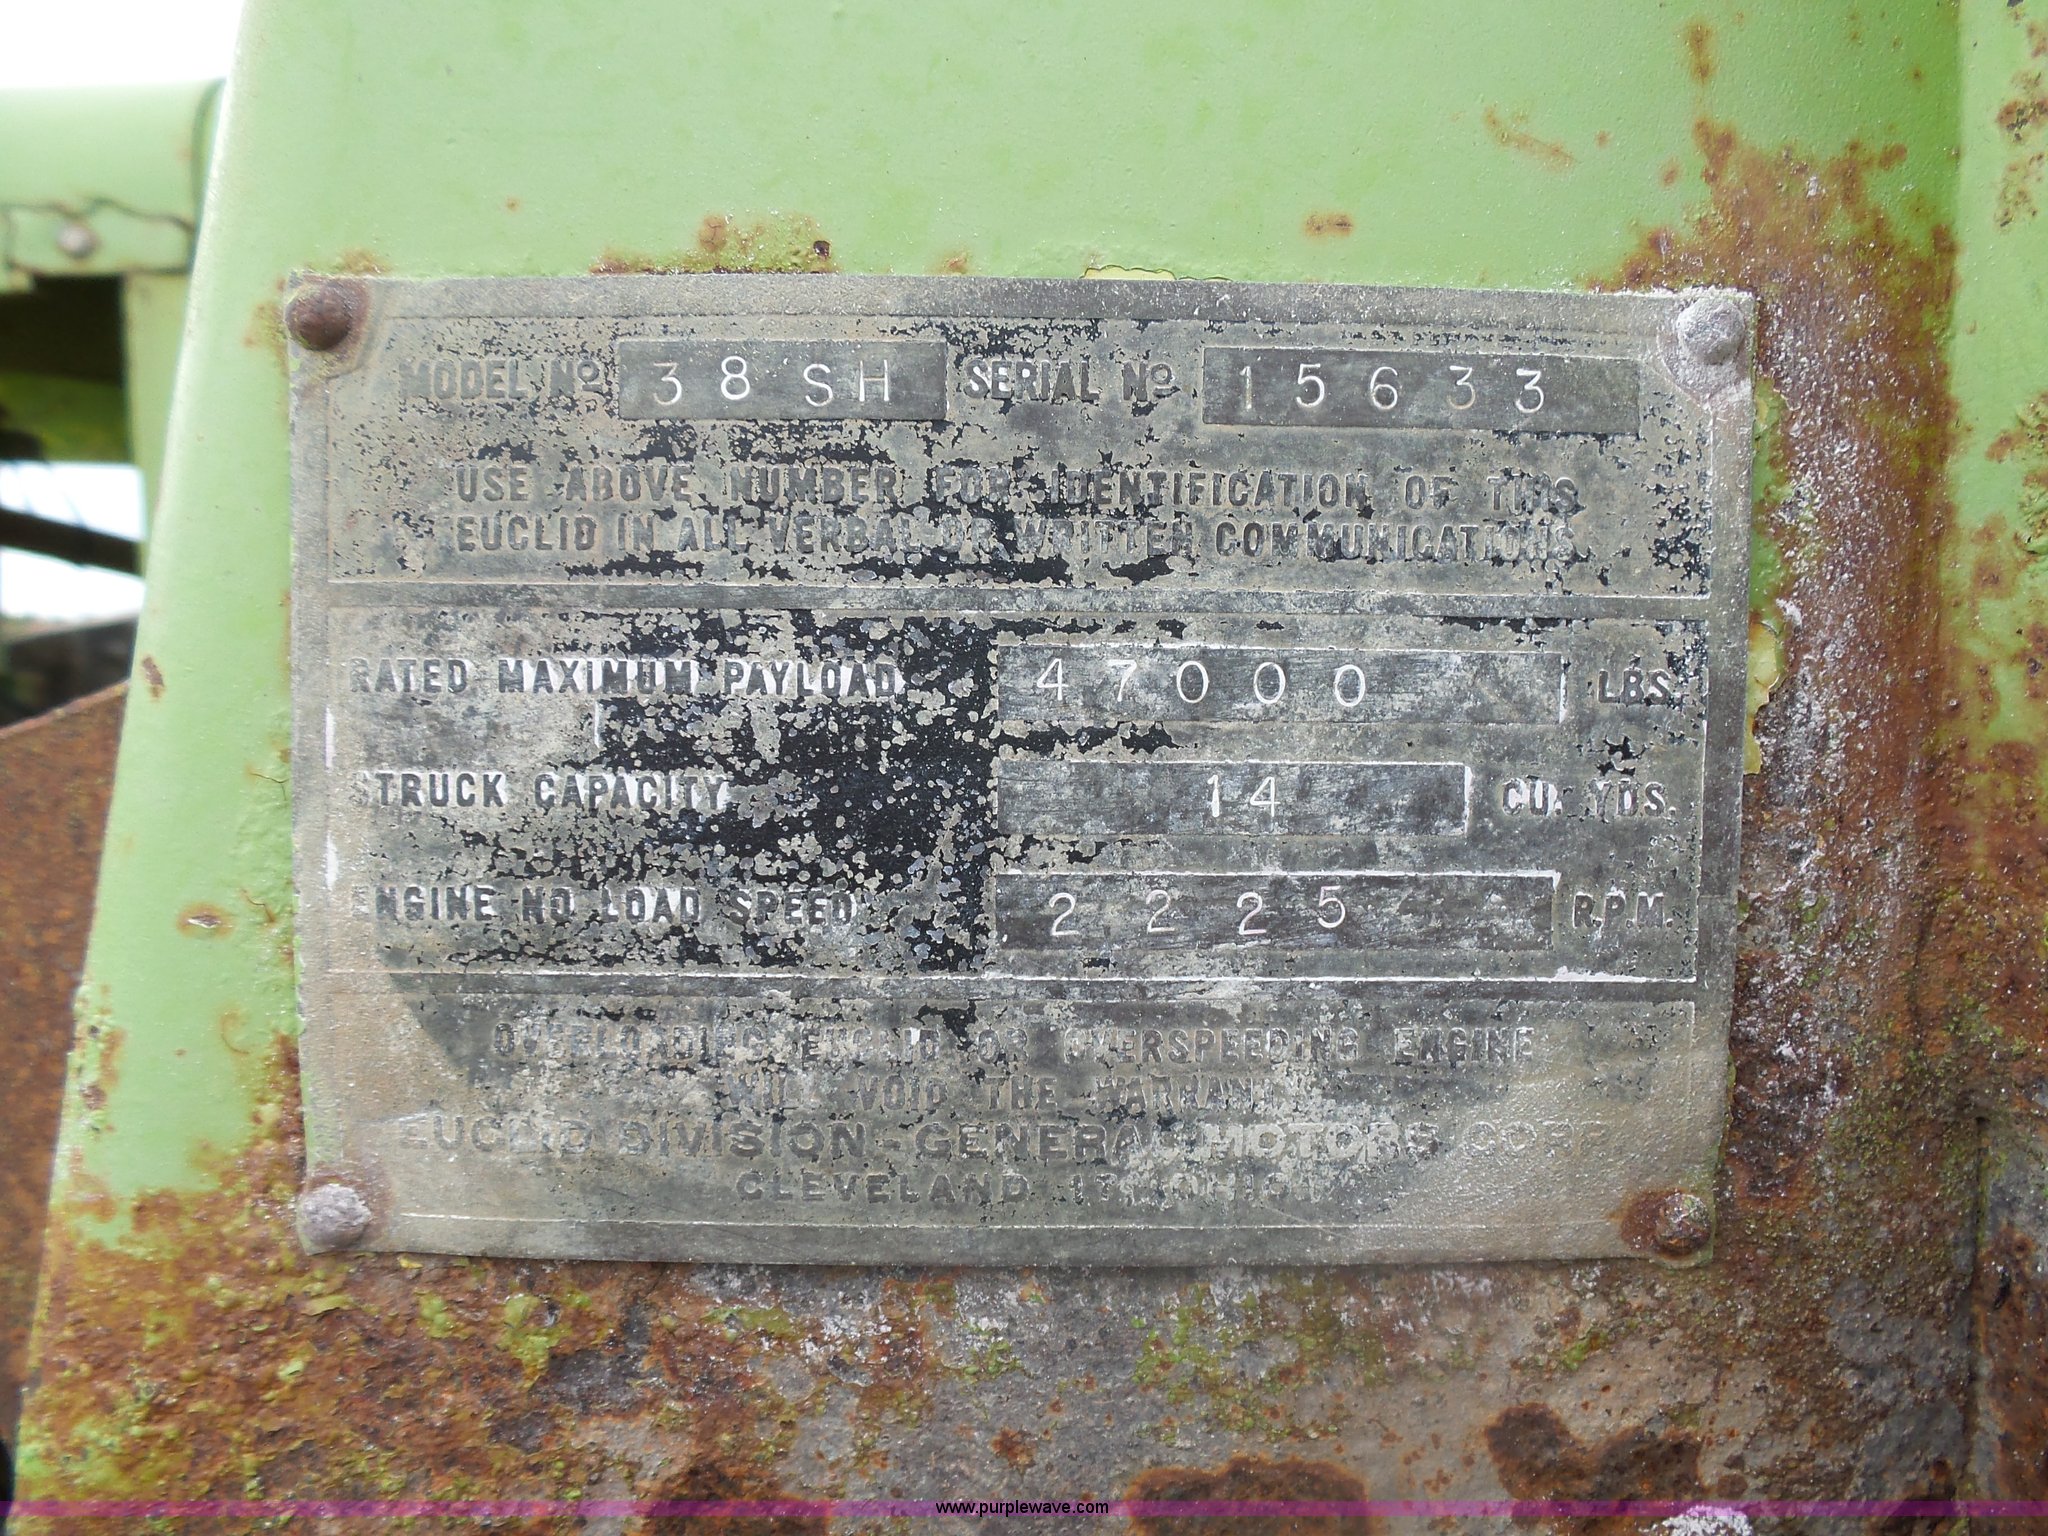 MODEL No 38 SH SERIAL No 15633
USE ABOVE NUMBER FOR IDENTIFICATION OF THIS
EUCLID IN ALL VERBAL OR WRITTEN COMMUNICATIONS.
RATED MAXIMUM PAYLOAD 47000 LBS.
STRUCK CAPACITY 14 CU. YDS.
ENGINE NO LOAD SPEED 2225 R.P.M.
OVERLOADING EUCLID OR OVERSPEEDING ENGINE
WILL VOID THE WARRANTY
EUCLID DIVISION-GENERAL MOTORS CORP.
CLEVELAND 17, OHIO
www.purplewave.com